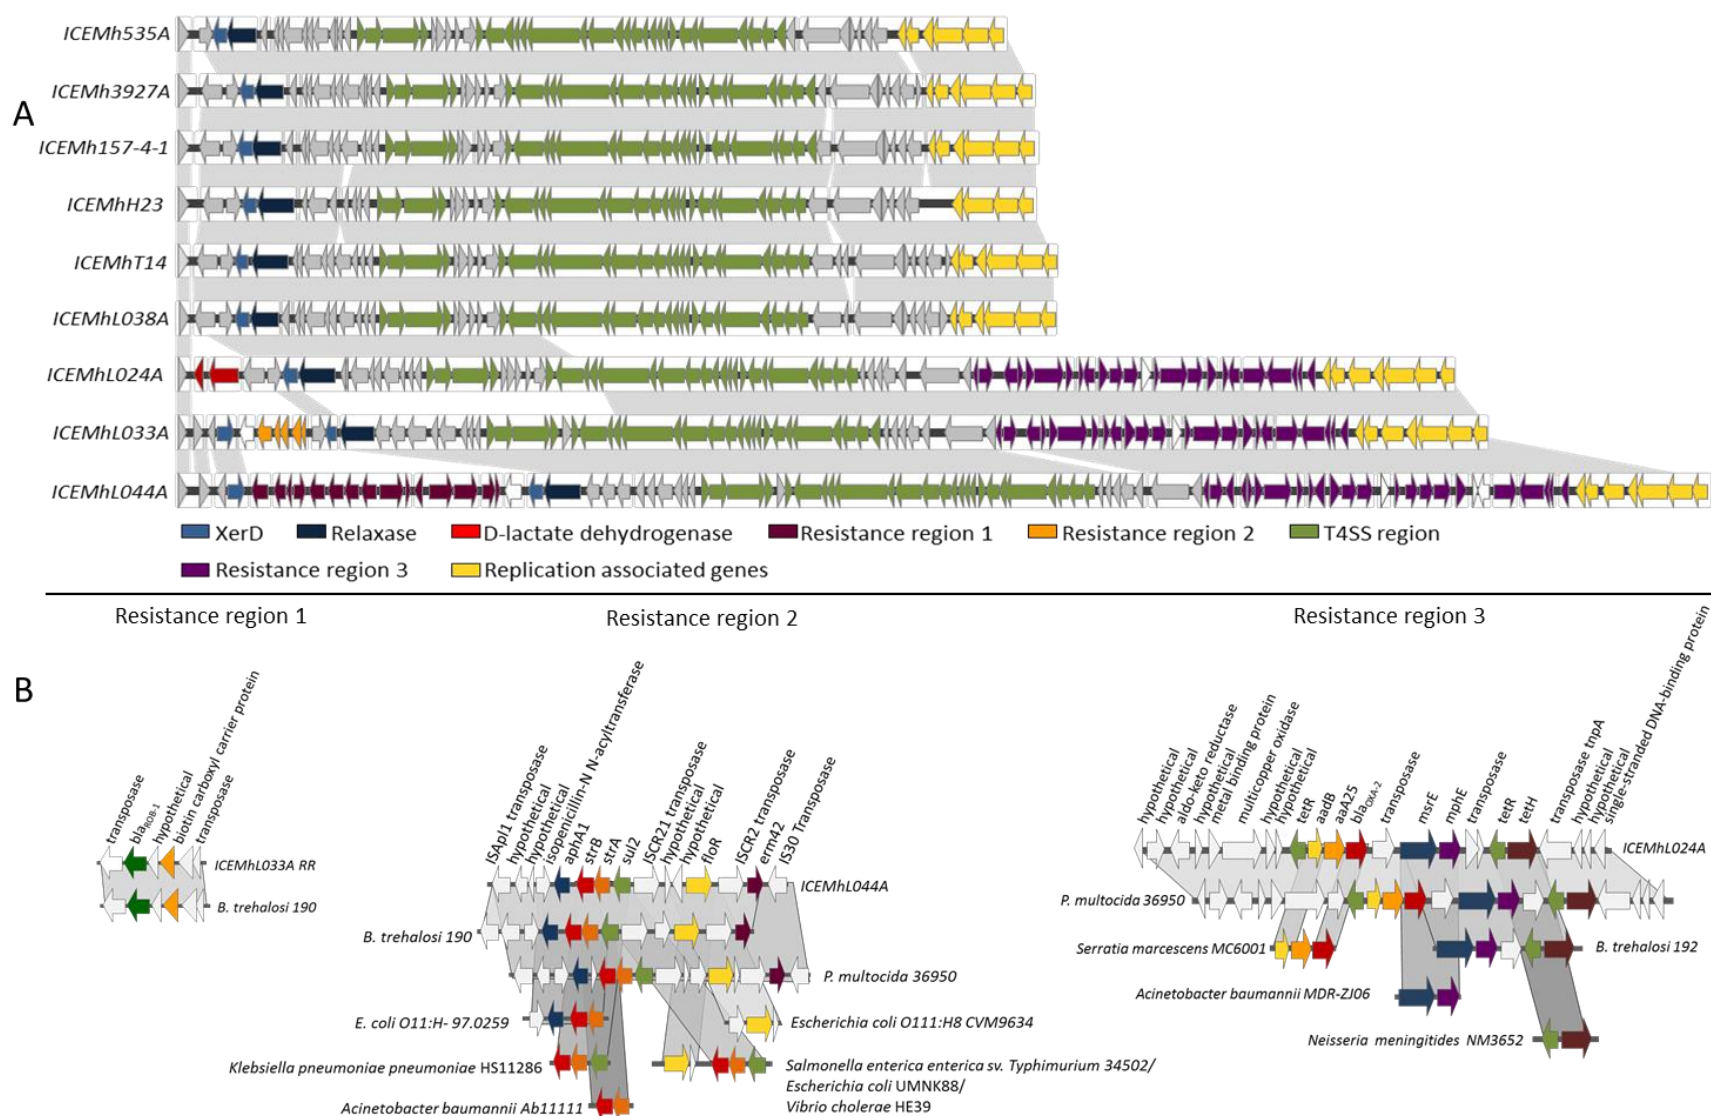 A
ICEMh535A
ICEMh3927A
ICEMh157-4-1
ICEMhH23
ICEMhT14
ICEMhL038A
ICEMhL024A
ICEMhL033A
ICEMhL044A
XerD
Relaxase
D-lactate dehydrogenase
Resistance region 1
Resistance region 2
T4SS region
Resistance region 3
Replication associated genes
B
Resistance region 1
transposase
blaROB-1
hypothetical
biotin carboxyl carrier protein
transposase
ICEMhL033A RR
B. trehalosi 190
Resistance region 2
ISApl1 transposase
hypothetical
hypothetical
isopenicillin-N N-acyltransferase
aphA1
strB
strA
sul2
ISCR21 transposase
hypothetical
hypothetical
floR
ISCR2 transposase
erm42
IS30 Transposase
ICEMhL044A
B. trehalosi 190
P. multocida 36950
E. coli O11:H- 97.0259
Escherichia coli O111:H8 CVM9634
Klebsiella pneumoniae pneumoniae HS11286
Salmonella enterica enterica sv. Typhimurium 34502/
Escherichia coli UMNK88/
Vibrio cholerae HE39
Acinetobacter baumannii Ab11111
Resistance region 3
hypothetical
hypothetical
aldo-keto reductase
hypothetical
metal binding protein
multicopper oxidase
hypothetical
hypothetical
tetR
aadB
aaA25
blaOXA-2
transposase
msrE
mphE
transposase
tetR
tetH
transposase tnpA
hypothetical
hypothetical
single-stranded DNA-binding protein
ICEMhL024A
P. multocida 36950
Serratia marcescens MC6001
B. trehalosi 192
Acinetobacter baumannii MDR-ZJ06
Neisseria meningitides NM3652